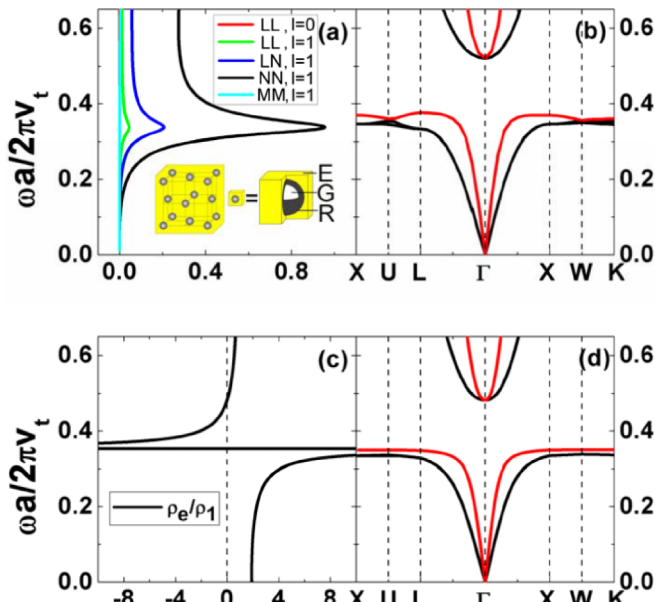 0.6
0.4
0.2
0.0
ωa/2πv_t
LL , l=0
LL , l=1
LN, l=1
NN, l=1
MM, l=1
(a)
E
G
R
0.0 0.4 0.8
(b)
0.6
0.4
0.2
0.0
X U L Γ X W K
0.6
0.4
0.2
0.0
ωa/2πv_t
(c)
ρ_e/ρ_1
-8 -4 0 4 8
(d)
0.6
0.4
0.2
0.0
X U L Γ X W K